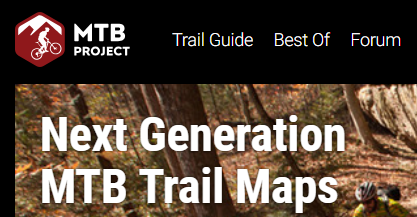 MTB
PROJECT
Trail Guide Best Of Forum
Next Generation
MTB Trail Maps